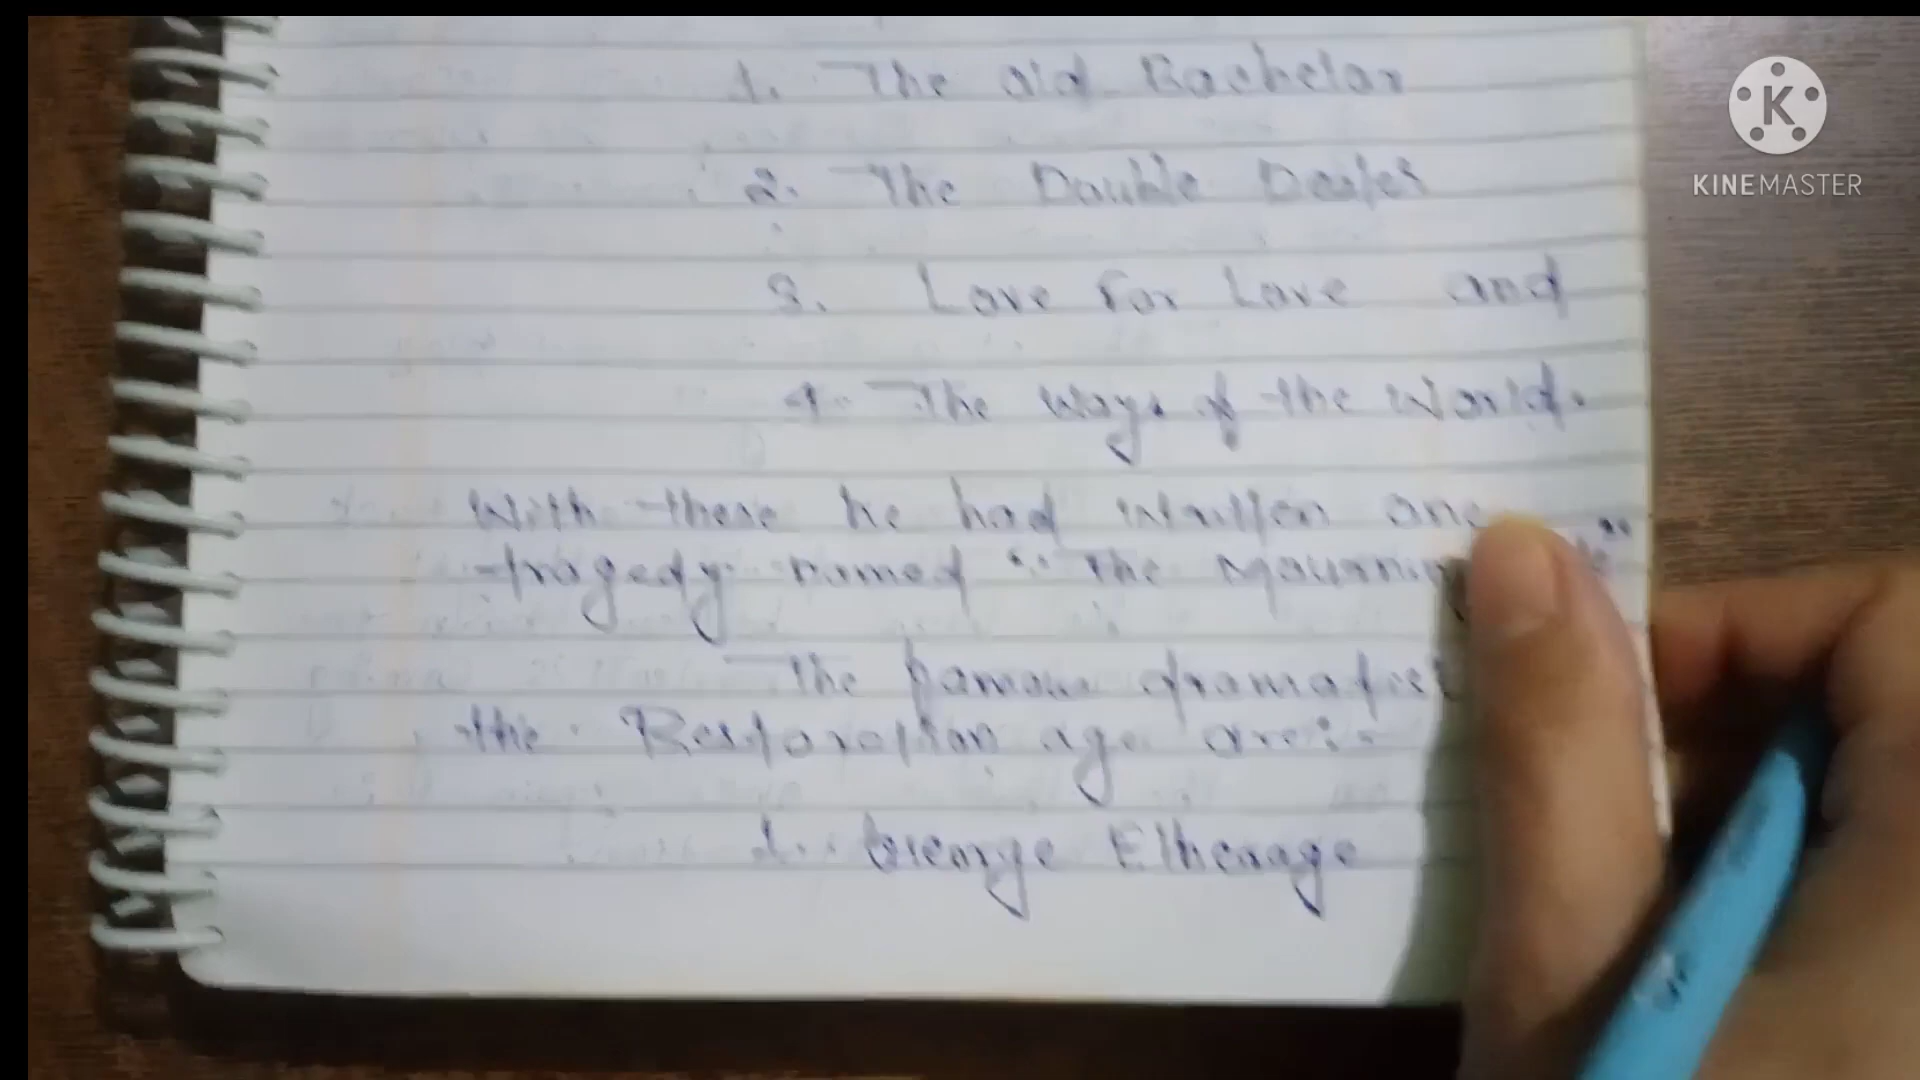 1. The Old Bachelor
2. The Double Dealer
3. Love for Love and
4. The Ways of the World.
With these he had written one
tragedy named "The Mourning
The famous dramatist
the Restoration age are:-
1. George Etherage
K
KINEMASTER